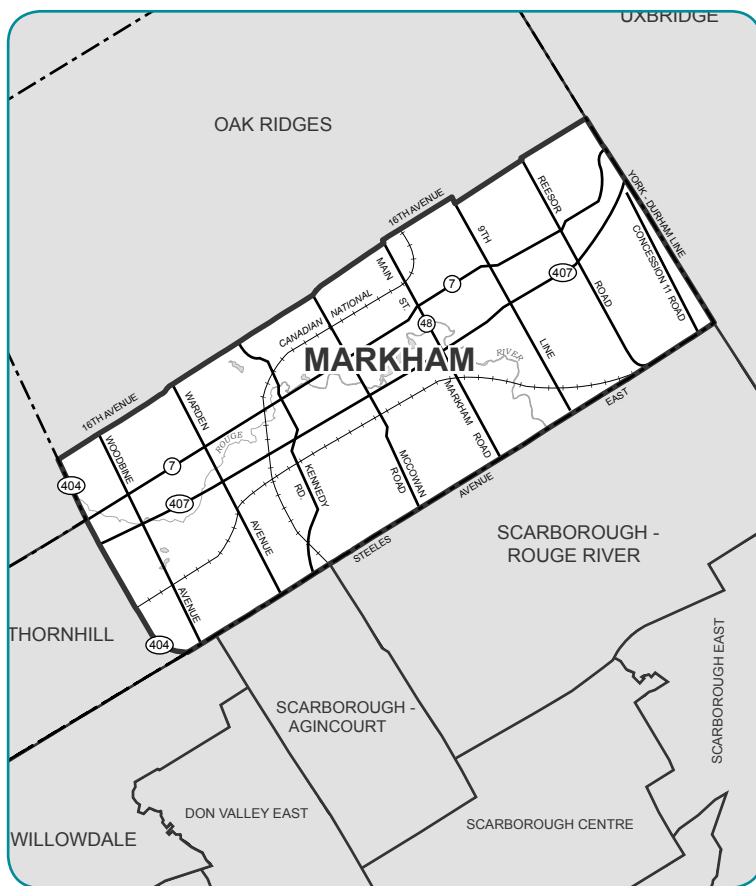 UXBRIDGE
OAK RIDGES
16TH AVENUE
REESOR
YORK - DURHAM LINE
9TH
MAIN
CONCESSION 11 ROAD
407
7
CANADIAN NATIONAL
ST.
ROAD
48
MARKHAM
RIVER
LINE
16TH AVENUE
WARDEN
MARKHAM
EAST
WOODBINE
ROUGE
ROAD
7
MCCOWAN
ROAD
KENNEDY
RD.
404
407
AVENUE
SCARBOROUGH -
ROUGE RIVER
AVENUE
STEELES
AVENUE
THORNHILL
404
SCARBOROUGH EAST
SCARBOROUGH -
AGINCOURT
DON VALLEY EAST
SCARBOROUGH CENTRE
WILLOWDALE